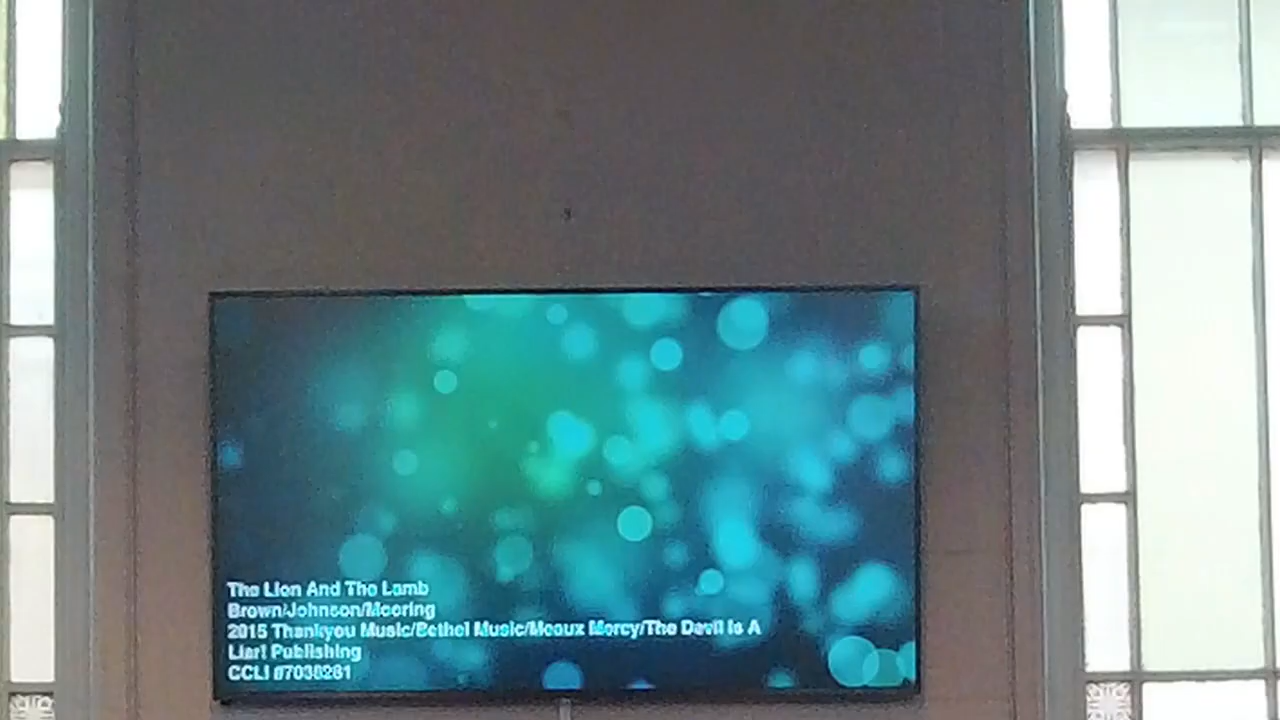 The Lion And The Lamb
Brown/Johnson/Mooring
2015 Thankyou Music/Bethel Music/Meaux Mercy/The Devil Is A
Liar! Publishing
CCLI #7038281